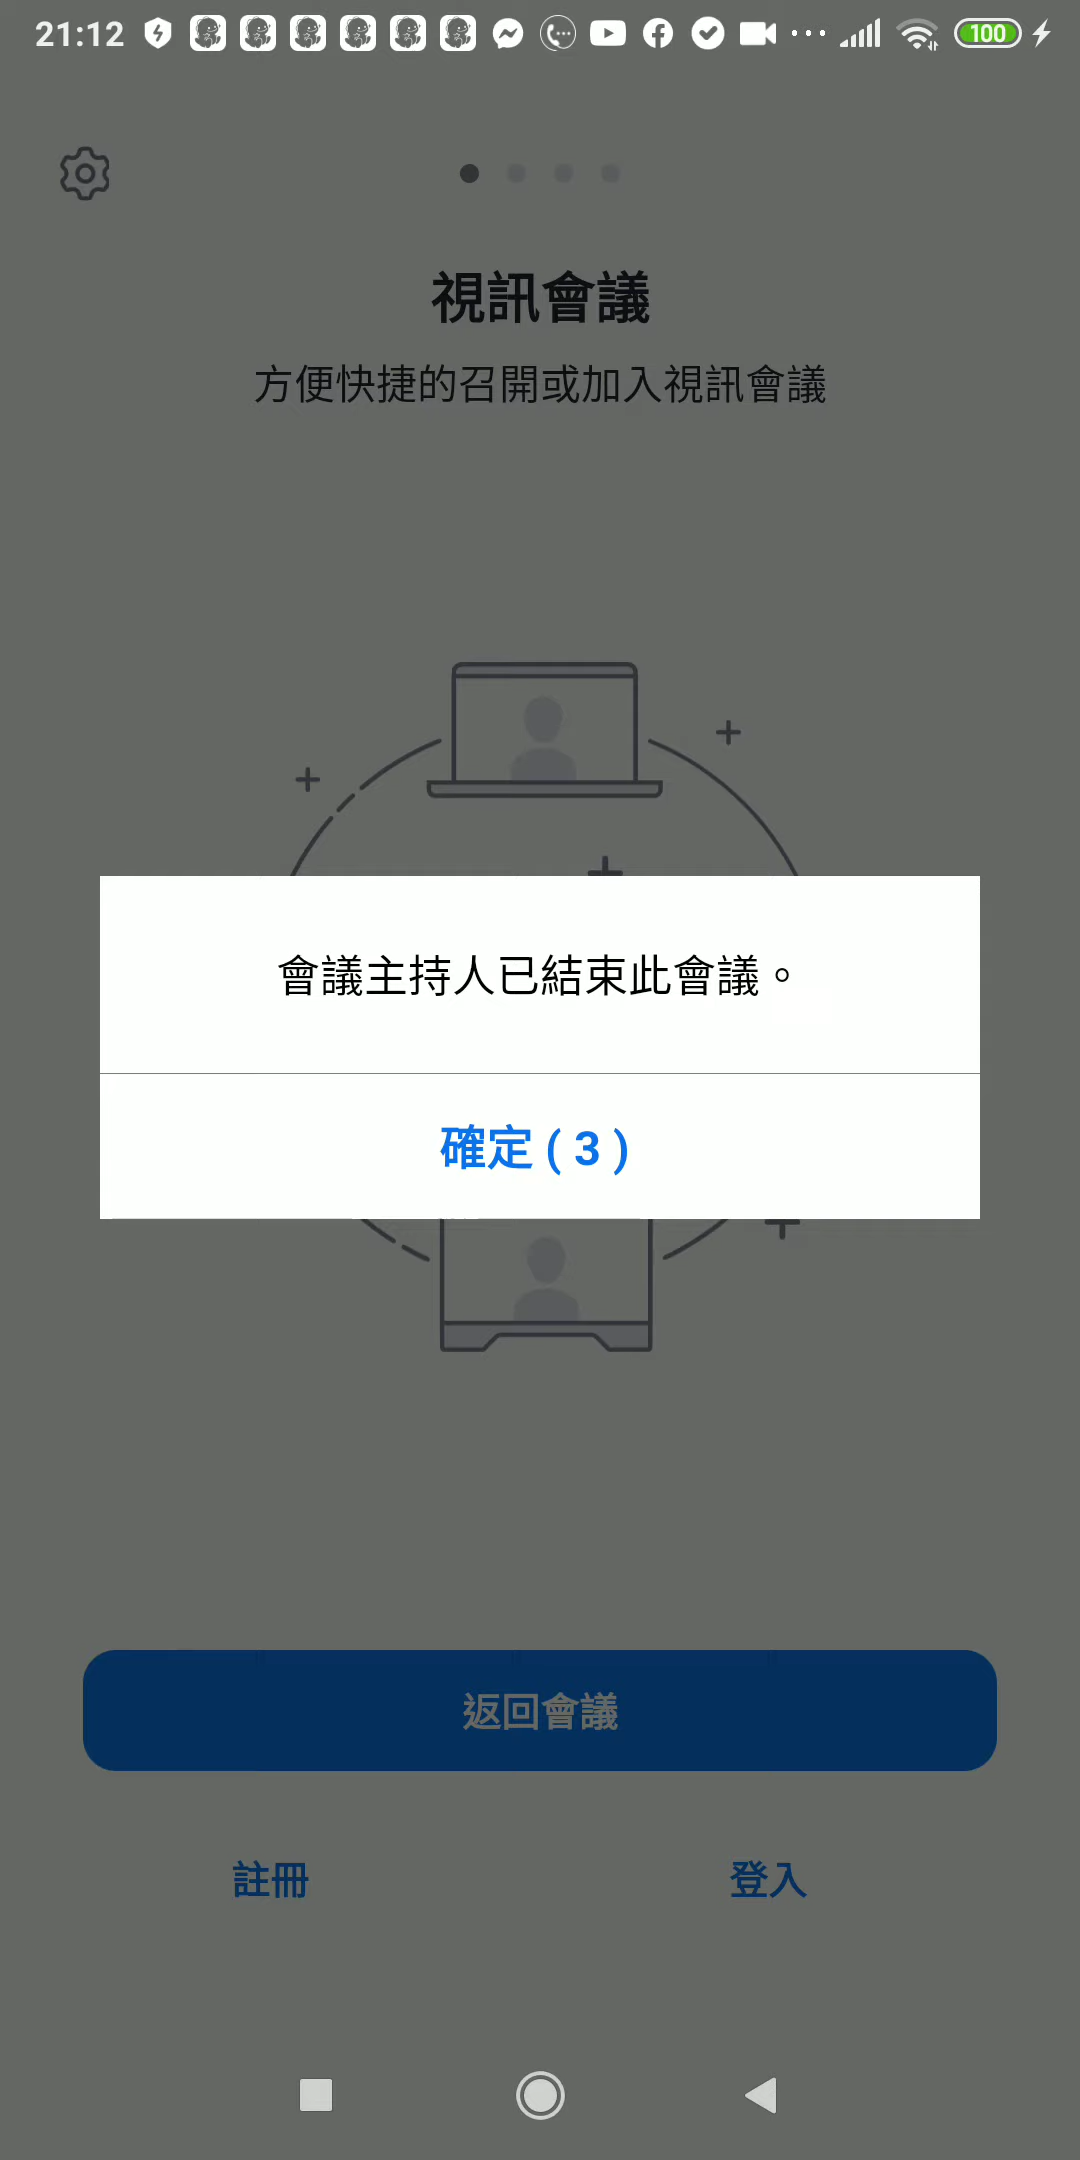 21:12
100
視訊會議
方便快捷的召開或加入視訊會議
會議主持人已結束此會議。
確定 ( 3 )
返回會議
註冊
登入